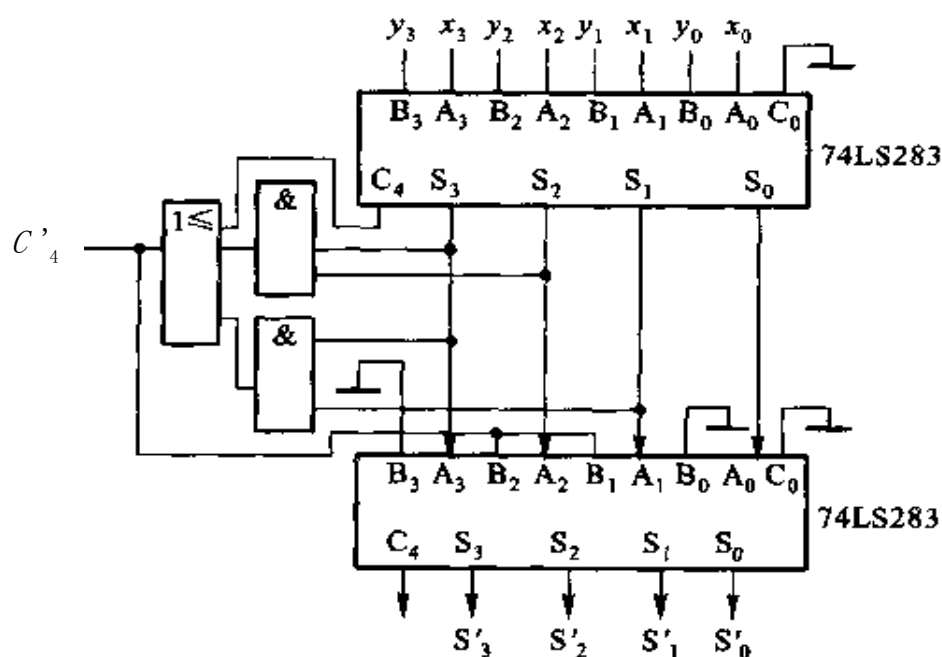 y₃ x₃ y₂ x₂ y₁ x₁ y₀ x₀
B₃ A₃ B₂ A₂ B₁ A₁ B₀ A₀ C₀
74LS283
C₄ S₃ S₂ S₁ S₀
&
1≤
C'₄
&
B₃ A₃ B₂ A₂ B₁ A₁ B₀ A₀ C₀
74LS283
C₄ S₃ S₂ S₁ S₀
S'₃ S'₂ S'₁ S'₀